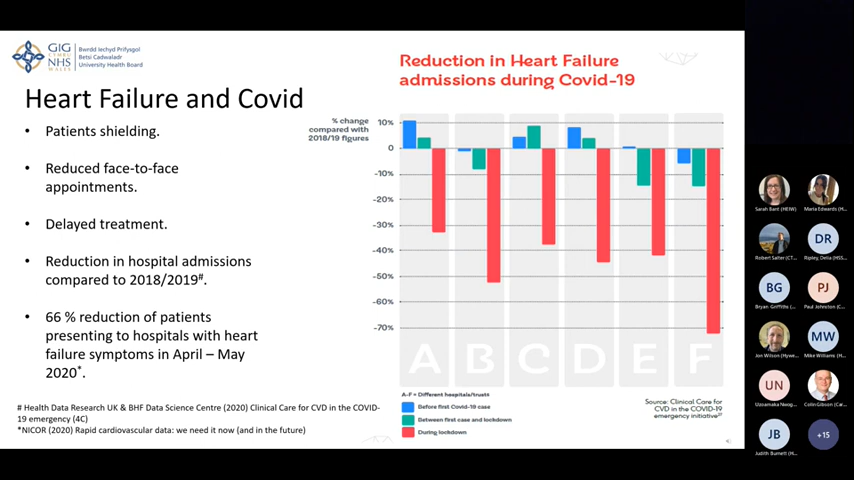 GIG
CYMRU
NHS
WALES
Bwrdd Iechyd Prifysgol
Betsi Cadwaladr
University Health Board
Heart Failure and Covid
• Patients shielding.
• Reduced face-to-face
appointments.
• Delayed treatment.
• Reduction in hospital admissions
compared to 2018/2019#.
• 66 % reduction of patients
presenting to hospitals with heart
failure symptoms in April – May
2020*.
# Health Data Research UK & BHF Data Science Centre (2020) Clinical Care for CVD in the COVID-
19 emergency (4C)
*NICOR (2020) Rapid cardiovascular data: we need it now (and in the future)
Reduction in Heart Failure
admissions during Covid-19
% change
compared with
2018/19 figures
10%
0
-10%
-20%
-30%
-40%
-50%
-60%
-70%
A B C D E F
A-F = Different hospitals/trusts
Before first Covid-19 case
Between first case and lockdown
During lockdown
Source: Clinical Care for
CVD in the COVID-19
emergency initiative
Sarah Bant (HEIW)
Maria Edwards (H...
Robert Salter (CT...
DR
Ripley, Delia (HSS...
BG
Bryan-Griffiths (...
PJ
Paul Johnston (C...
Jon Wilson (Hywe...
MW
Mike Williams (H...
UN
Uzoamaka Nwog...
Colin Gibson (Car...
JB
Judith Burnett (H...
+15